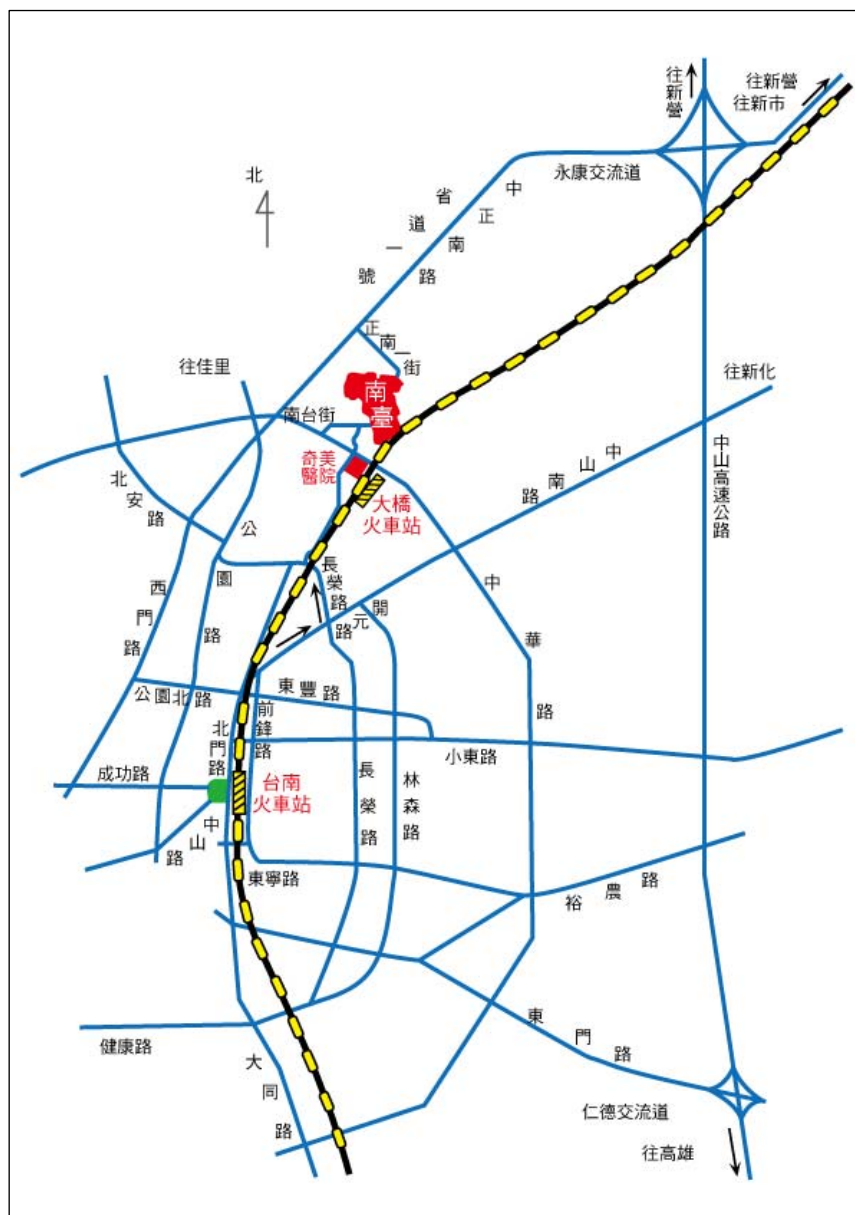 往新營
往新營
往新市
北
永康交流道
省道一號
中正南路
正南一街
往佳里
往新化
南臺
南台街
奇美
醫院
大橋
火車站
北安路
公園路
長榮路
中山南路
中山高速公路
開元路
中華路
西門路
公園北路
東豐路
北門路
前鋒路
成功路
台南
火車站
小東路
長榮路
林森路
中山路
東寧路
裕農路
東門路
健康路
大同路
仁德交流道
往高雄